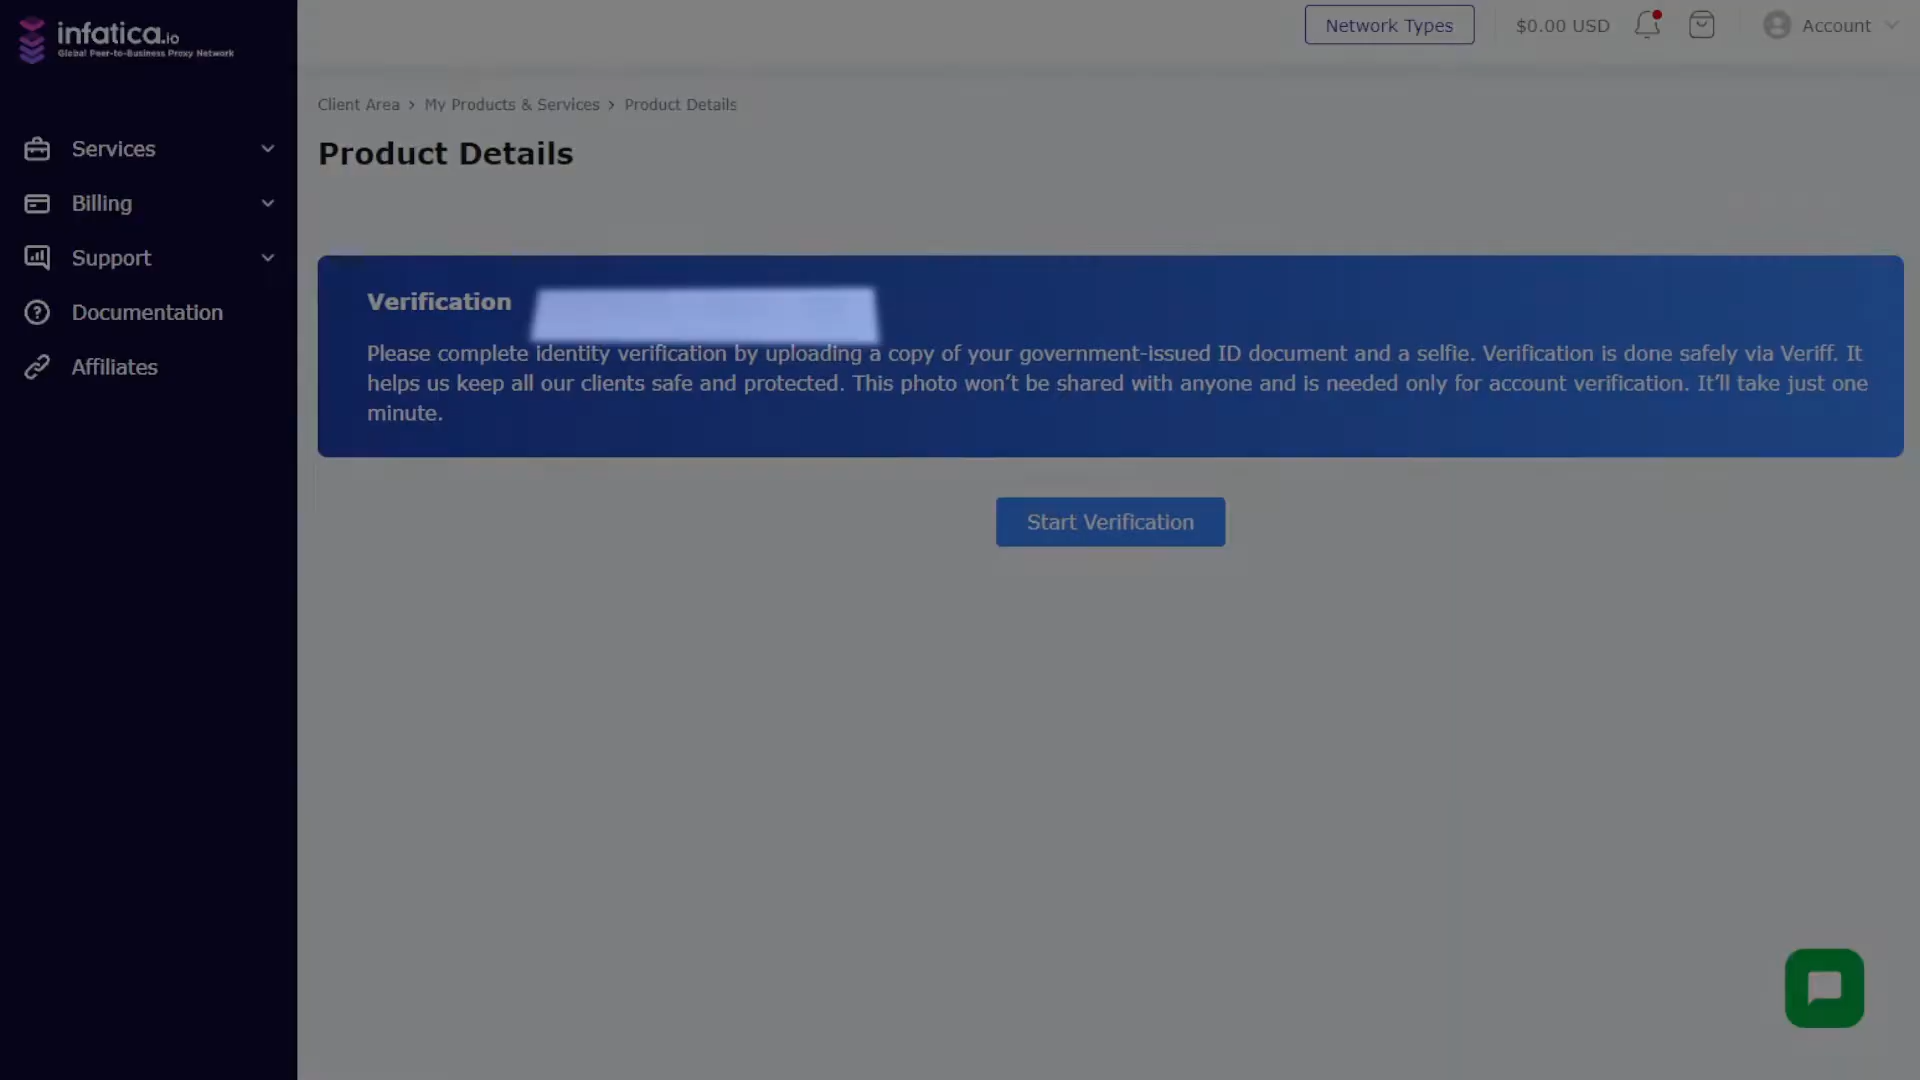 infatica.io
Global Peer-to-Business Proxy Network
Network Types
$0.00 USD
Account
Services
Billing
Support
Documentation
Affiliates
Client Area › My Products & Services › Product Details
Product Details
Verification
Please complete identity verification by uploading a copy of your government-issued ID document and a selfie. Verification is done safely via Veriff. It
helps us keep all our clients safe and protected. This photo won’t be shared with anyone and is needed only for account verification. It’ll take just one
minute.
Start Verification